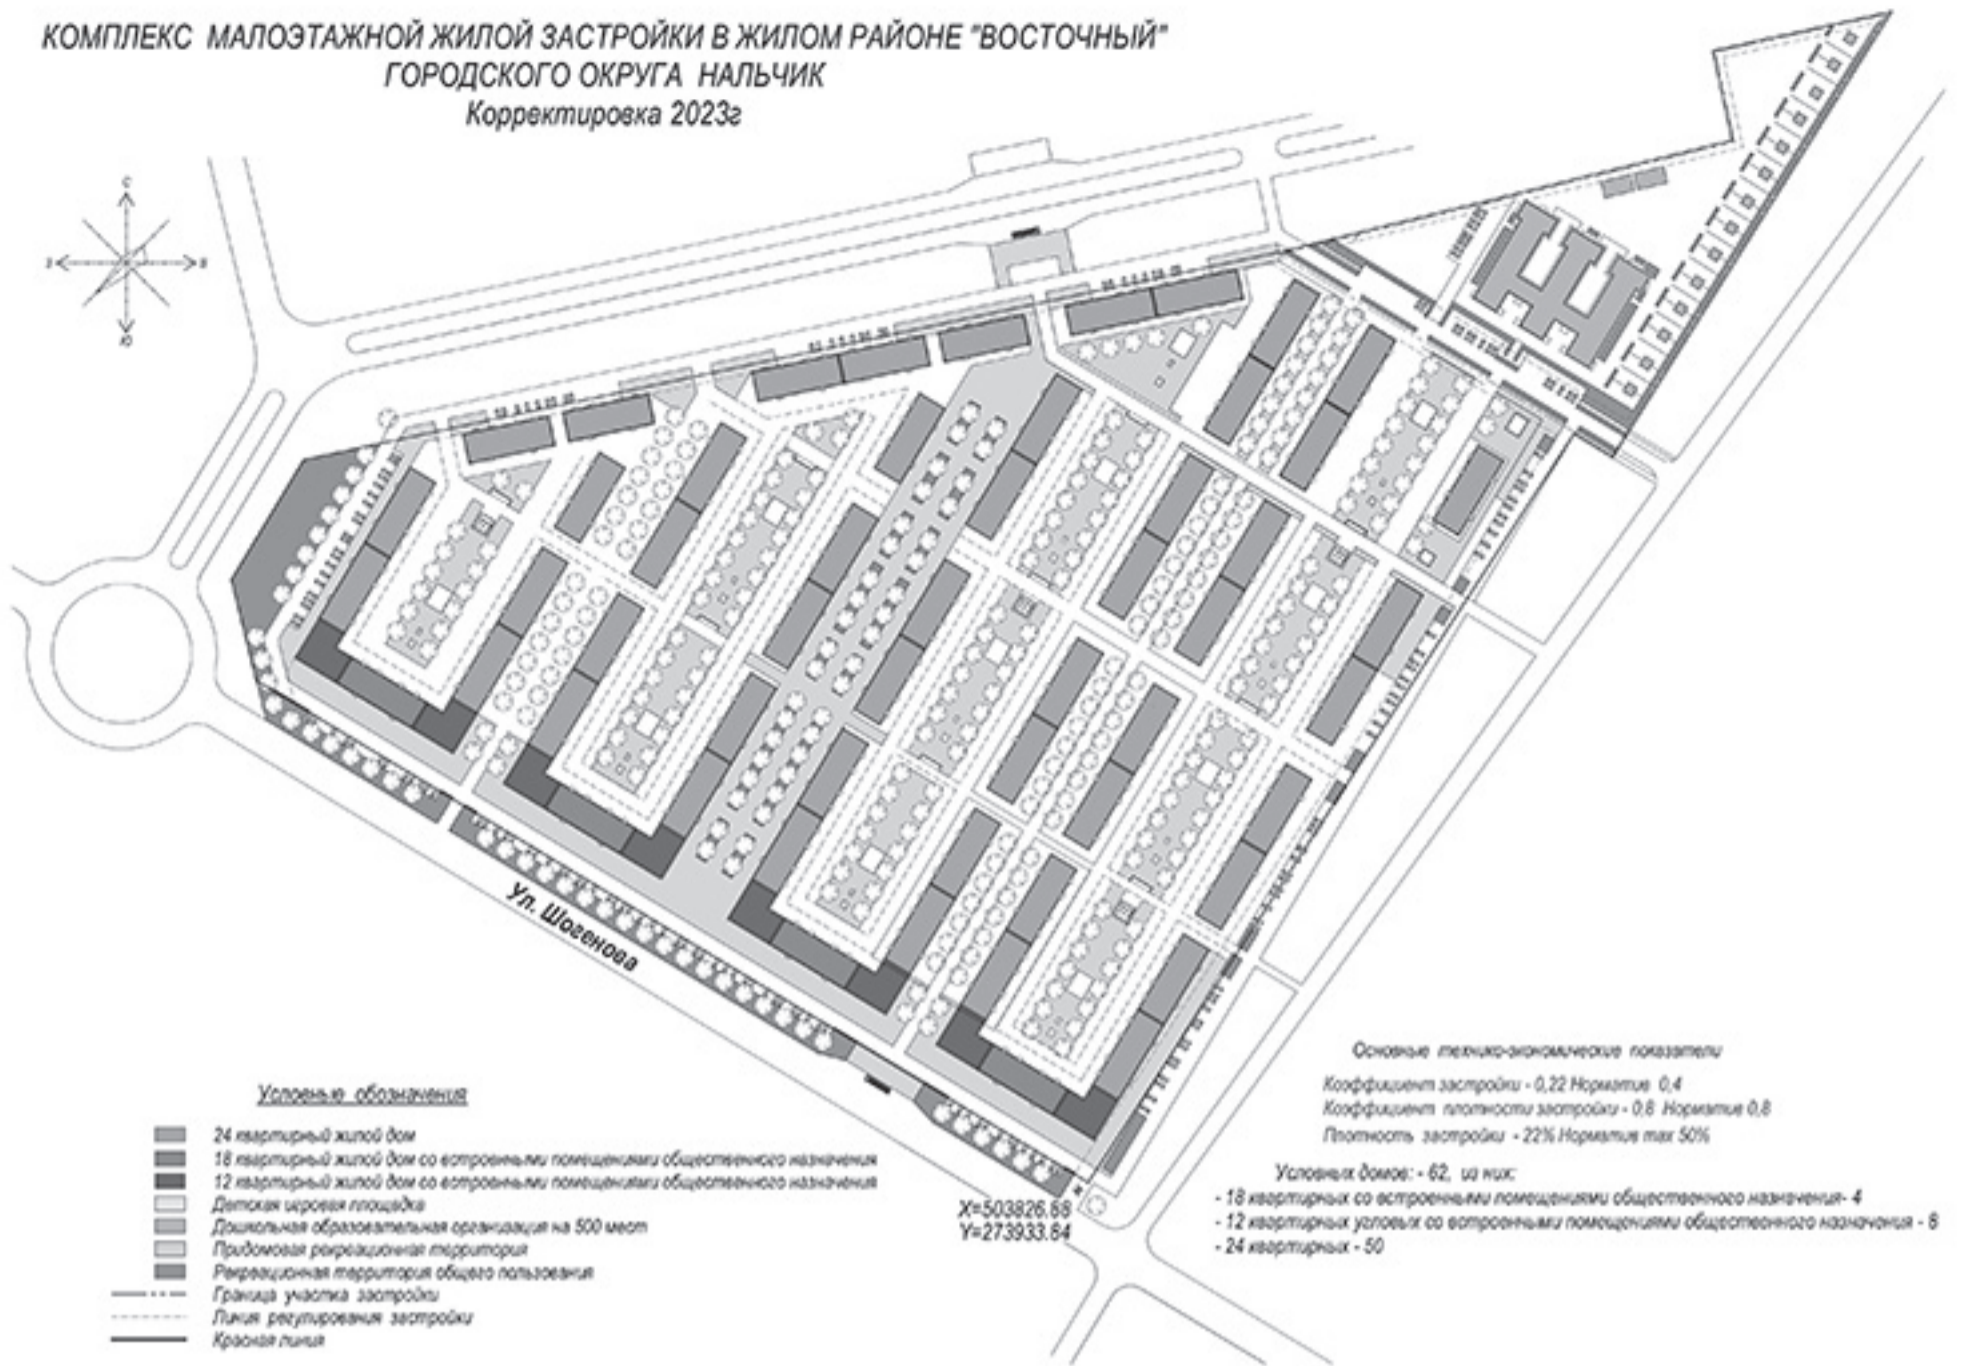 КОМПЛЕКС МАЛОЭТАЖНОЙ ЖИЛОЙ ЗАСТРОЙКИ В ЖИЛОМ РАЙОНЕ "ВОСТОЧНЫЙ"
ГОРОДСКОГО ОКРУГА НАЛЬЧИК
Корректировка 2023г
С
З
В
Ю
Ул. Шогенова
Основные технико-экономические показатели
Коэффициент застройки - 0,22 Норматив 0,4
Коэффициент плотности застройки - 0,8 Норматив 0,8
Плотность застройки - 22% Норматив max 50%
Условных домов: - 62, из них:
- 18 квартирных со встроенными помещениями общественного назначения- 4
- 12 квартирных угловых со встроенными помещениями общественного назначения - 8
- 24 квартирных - 50
X=503826.68
Y=273933.84
Условные обозначения
24 квартирный жилой дом
18 квартирный жилой дом со встроенными помещениями общественного назначения
12 квартирный жилой дом со встроенными помещениями общественного назначения
Детская игровая площадка
Дошкольная образовательная организация на 500 мест
Придомовая рекреационная территория
Рекреационная территория общего пользования
Граница участка застройки
Линия регулирования застройки
Красная линия